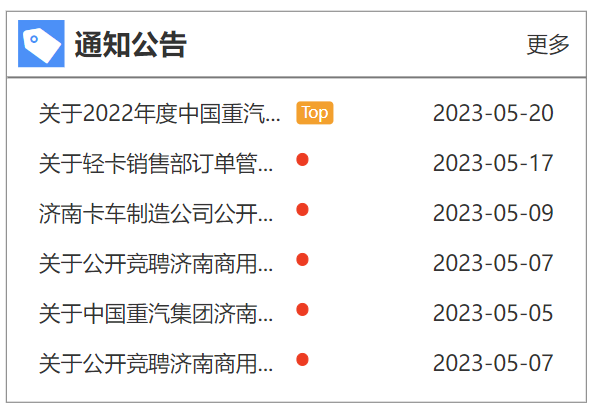 通知公告 更多
关于2022年度中国重汽... Top 2023-05-20
关于轻卡销售部订单管... 2023-05-17
济南卡车制造公司公开... 2023-05-09
关于公开竞聘济南商用... 2023-05-07
关于中国重汽集团济南... 2023-05-05
关于公开竞聘济南商用... 2023-05-07